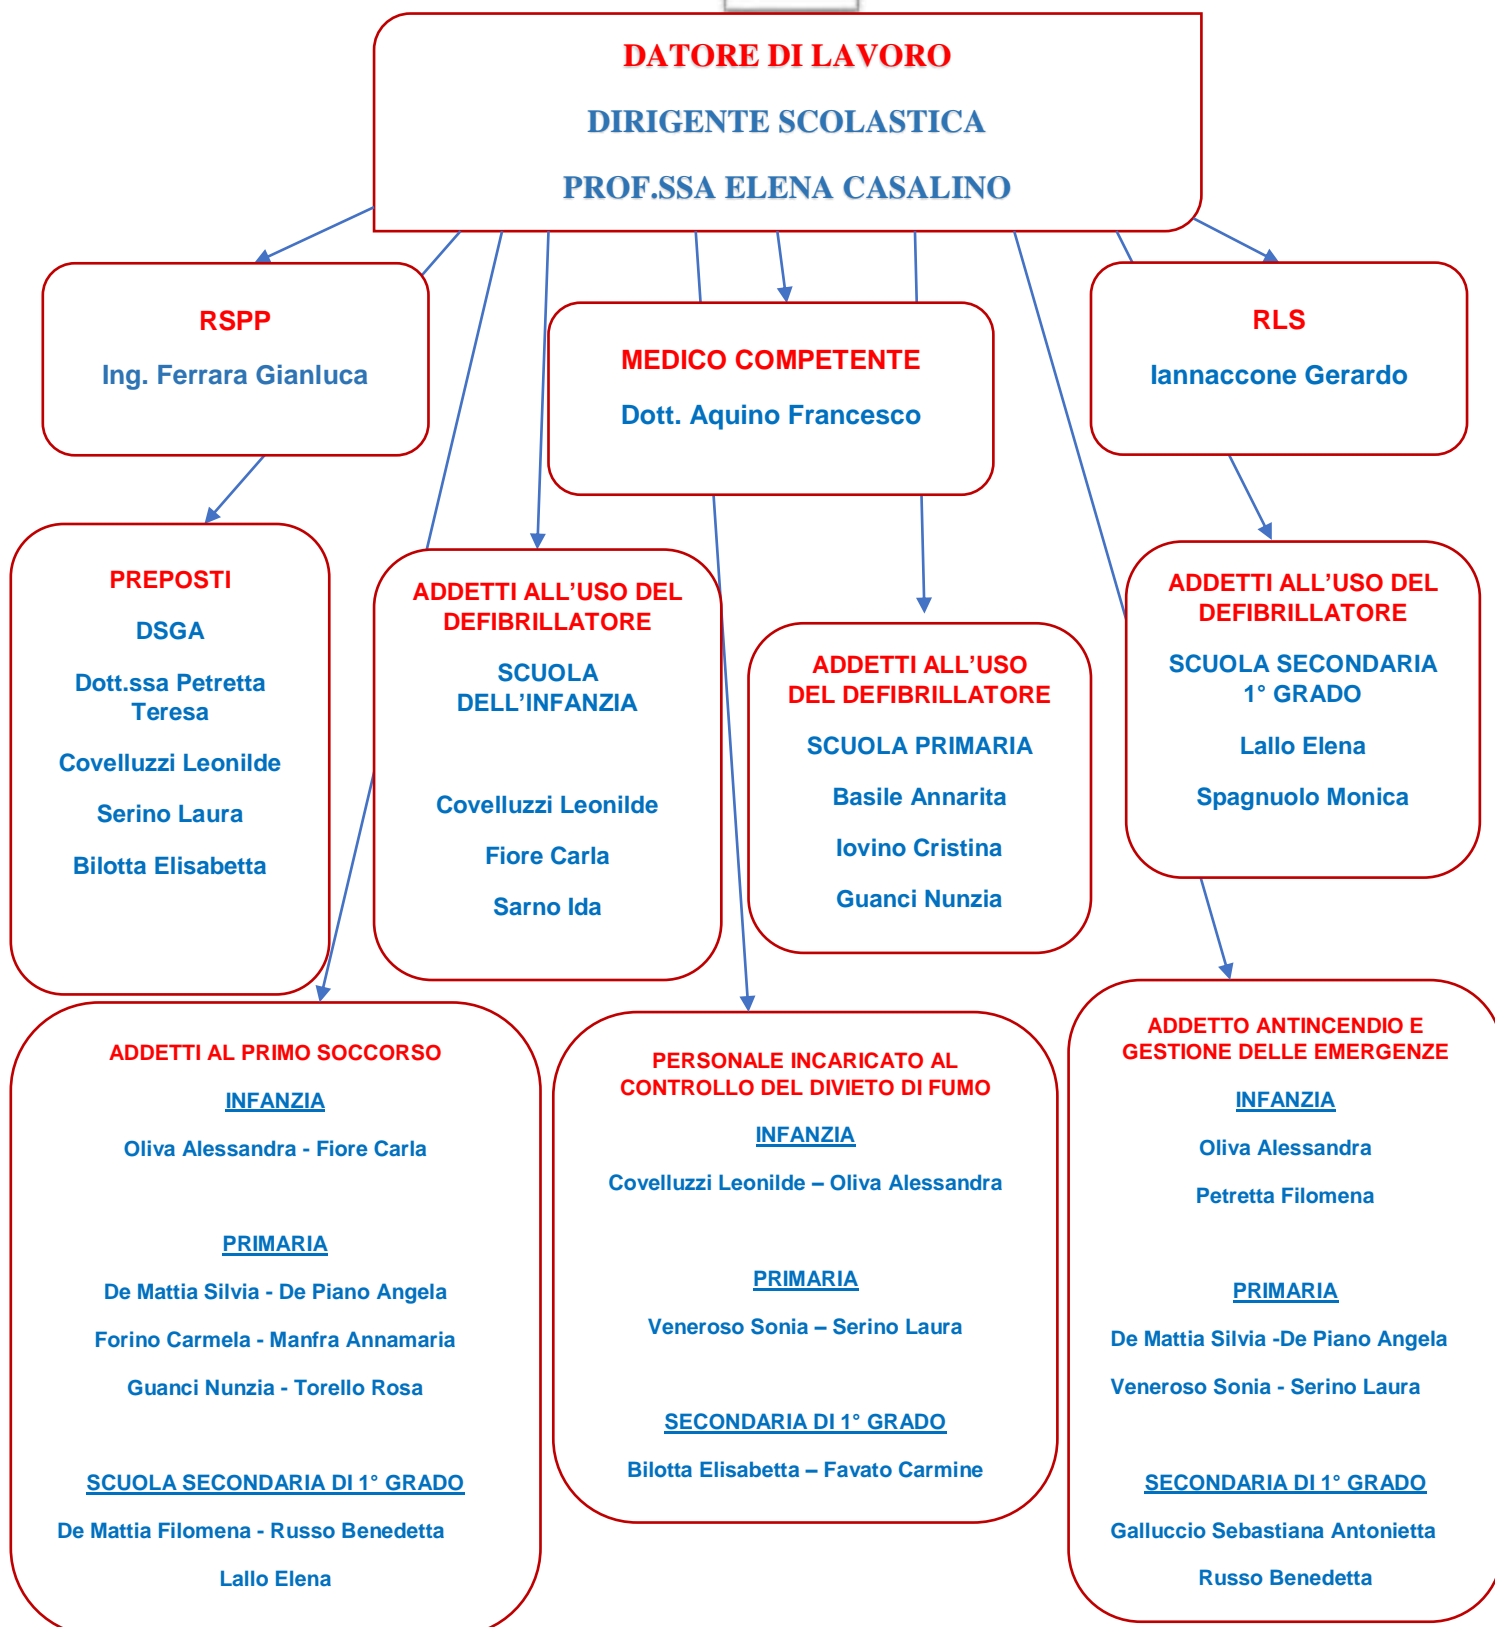 DATORE DI LAVORO
DIRIGENTE SCOLASTICA
PROF.SSA ELENA CASALINO
RSPP
Ing. Ferrara Gianluca
MEDICO COMPETENTE
Dott. Aquino Francesco
RLS
Iannaccone Gerardo
PREPOSTI
DSGA
Dott.ssa Petretta
Teresa
Covelluzzi Leonilde
Serino Laura
Bilotta Elisabetta
ADDETTI ALL’USO DEL
DEFIBRILLATORE
SCUOLA
DELL’INFANZIA
Covelluzzi Leonilde
Fiore Carla
Sarno Ida
ADDETTI ALL’USO
DEL DEFIBRILLATORE
SCUOLA PRIMARIA
Basile Annarita
Iovino Cristina
Guanci Nunzia
ADDETTI ALL’USO DEL
DEFIBRILLATORE
SCUOLA SECONDARIA
1° GRADO
Lallo Elena
Spagnuolo Monica
ADDETTI AL PRIMO SOCCORSO
INFANZIA
Oliva Alessandra - Fiore Carla
PRIMARIA
De Mattia Silvia - De Piano Angela
Forino Carmela - Manfra Annamaria
Guanci Nunzia - Torello Rosa
SCUOLA SECONDARIA DI 1° GRADO
De Mattia Filomena - Russo Benedetta
Lallo Elena
PERSONALE INCARICATO AL
CONTROLLO DEL DIVIETO DI FUMO
INFANZIA
Covelluzzi Leonilde – Oliva Alessandra
PRIMARIA
Veneroso Sonia – Serino Laura
SECONDARIA DI 1° GRADO
Bilotta Elisabetta – Favato Carmine
ADDETTO ANTINCENDIO E
GESTIONE DELLE EMERGENZE
INFANZIA
Oliva Alessandra
Petretta Filomena
PRIMARIA
De Mattia Silvia -De Piano Angela
Veneroso Sonia - Serino Laura
SECONDARIA DI 1° GRADO
Galluccio Sebastiana Antonietta
Russo Benedetta